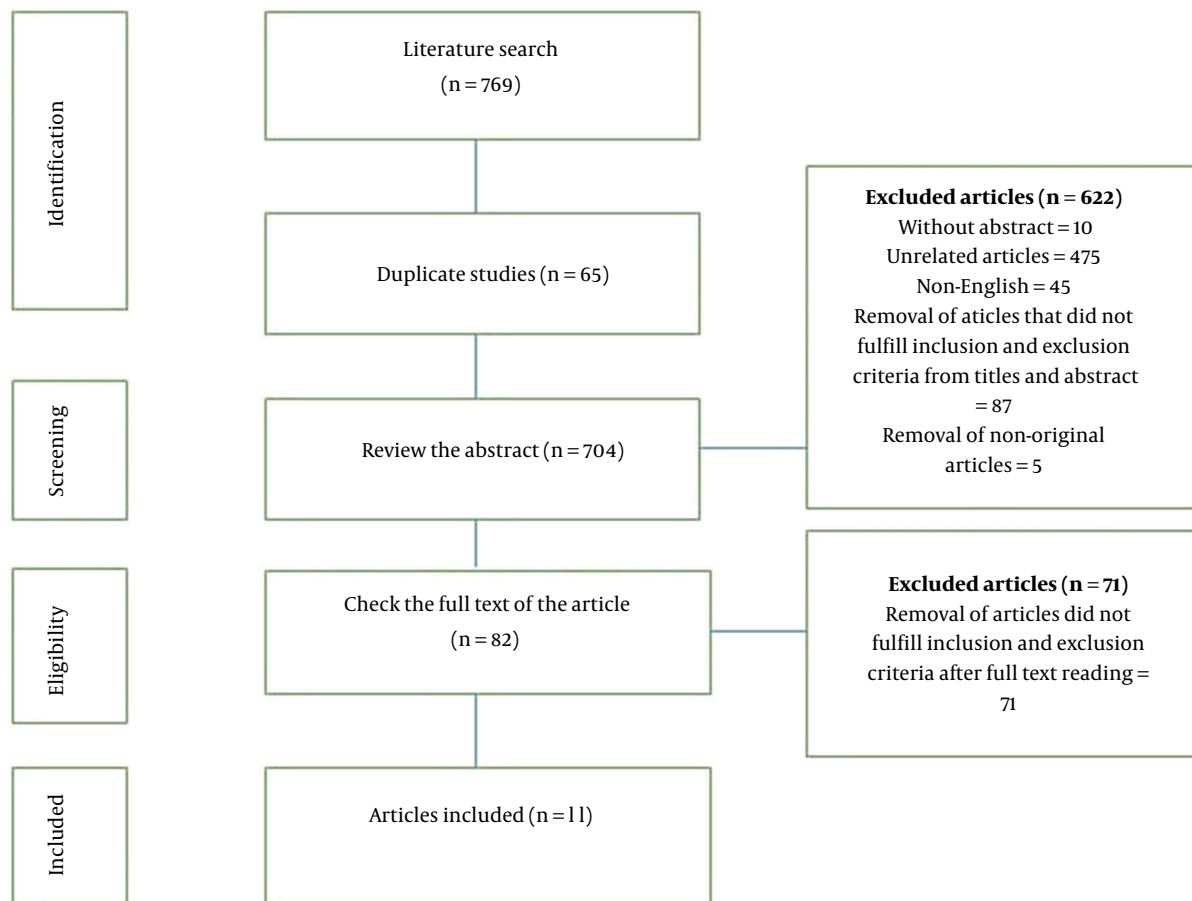 Identification
Literature search
(n = 769)
Duplicate studies (n = 65)
Excluded articles (n = 622)
Without abstract = 10
Unrelated articles = 475
Non-English = 45
Removal of aticles that did not
fulfill inclusion and exclusion
criteria from titles and abstract
= 87
Removal of non-original
articles = 5
Screening
Review the abstract (n = 704)
Eligibility
Check the full text of the article
(n = 82)
Excluded articles (n = 71)
Removal of articles did not
fulfill inclusion and exclusion
criteria after full text reading =
71
Included
Articles included (n = l l)